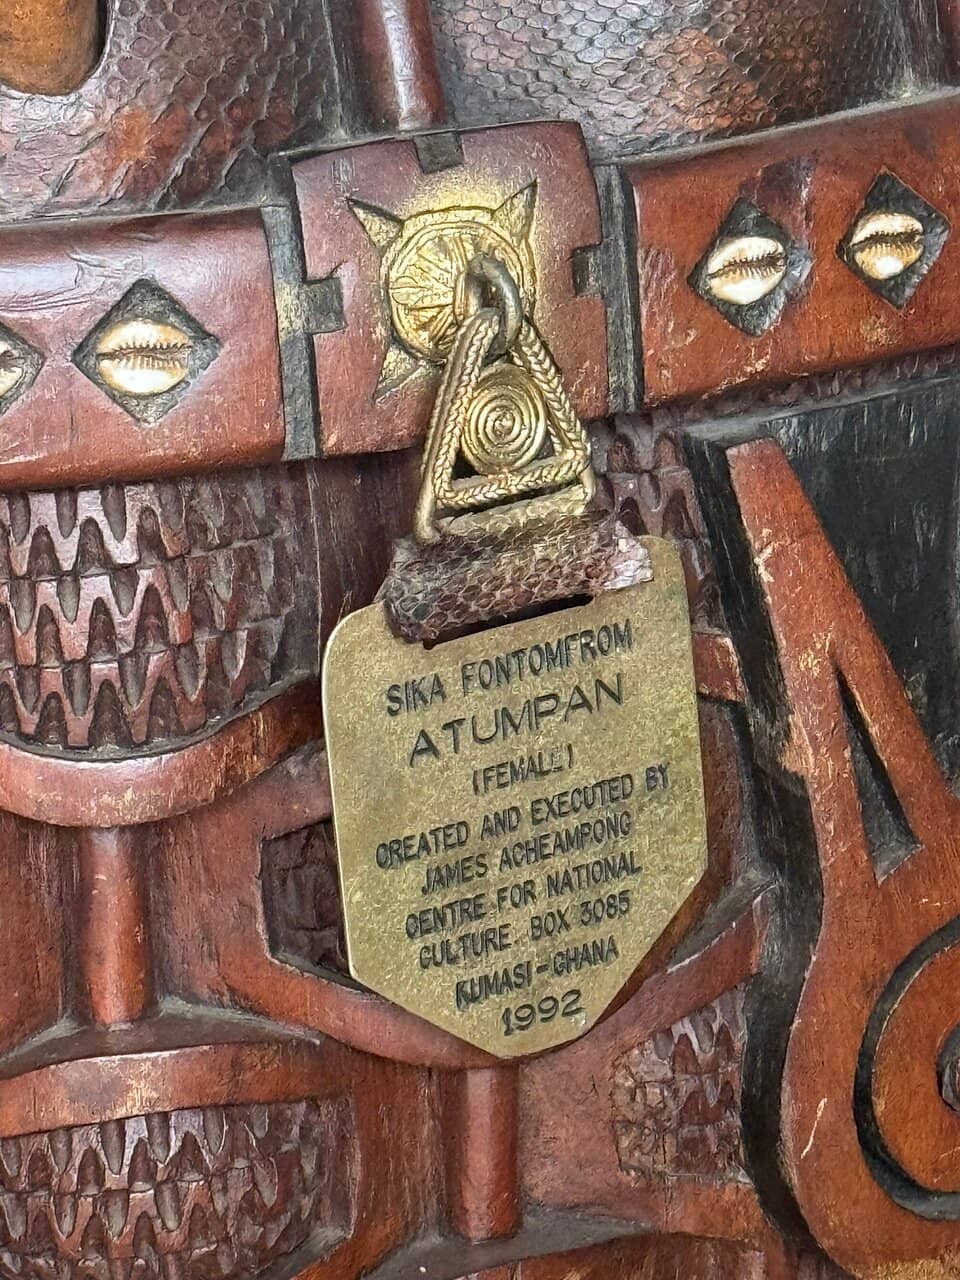 SIKA FONTOMFROM
ATUMPAN
(FEMALE)
CREATED AND EXECUTED BY
JAMES ACHEAMPONG
CENTRE FOR NATIONAL
CULTURE BOX 3085
KUMASI-GHANA
1992